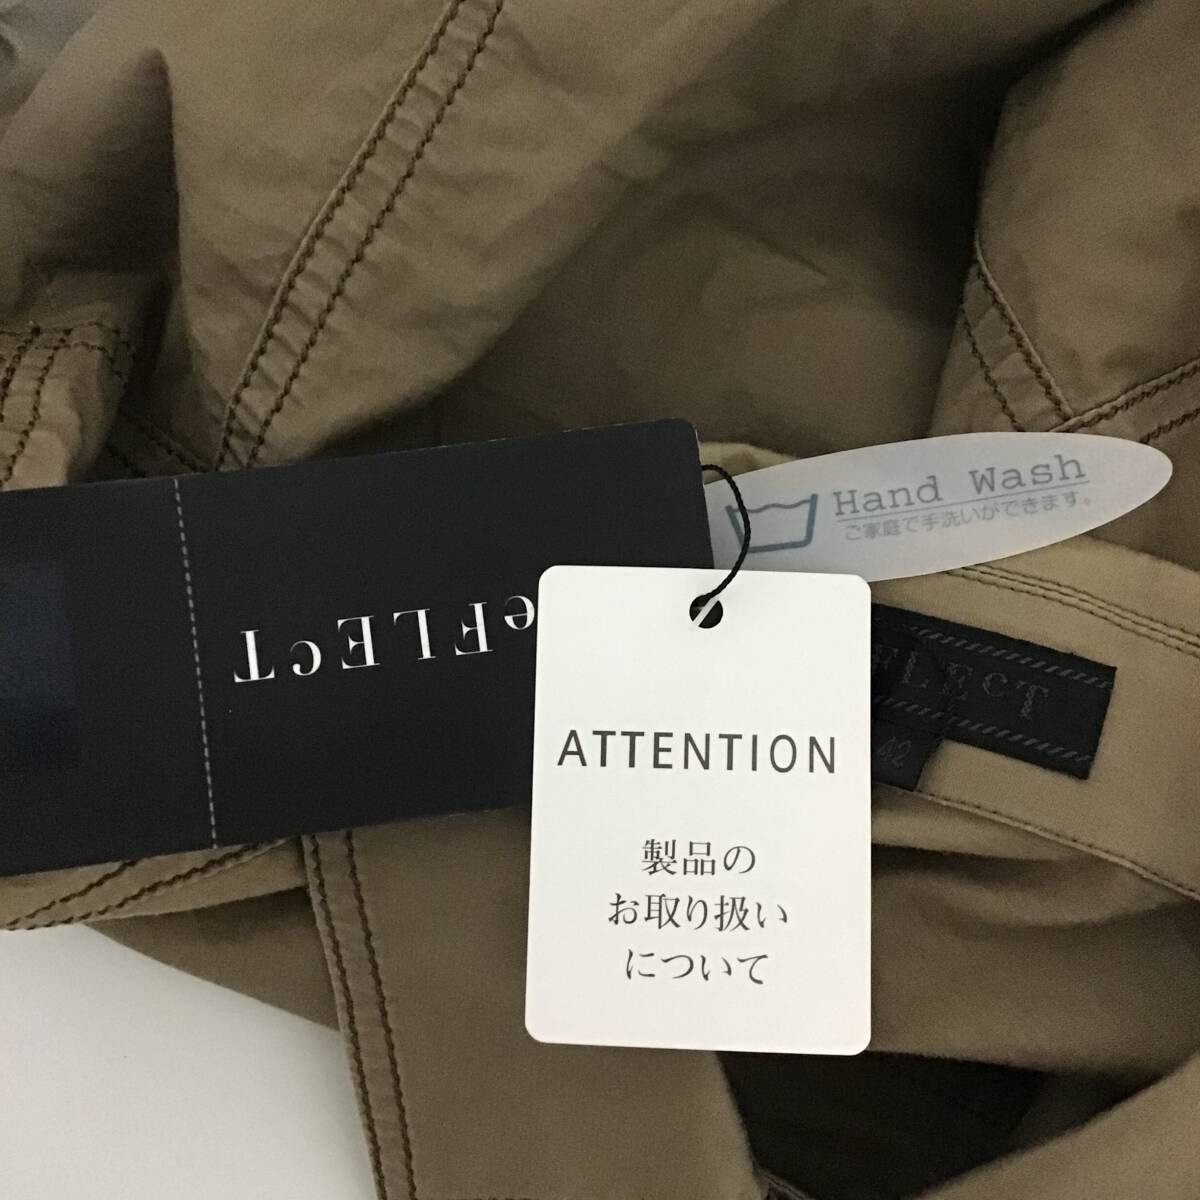 Hand Wash
ご家庭で手洗いができます。
eFLEcT
FLEcT
42
ATTENTION
製品の
お取り扱い
について